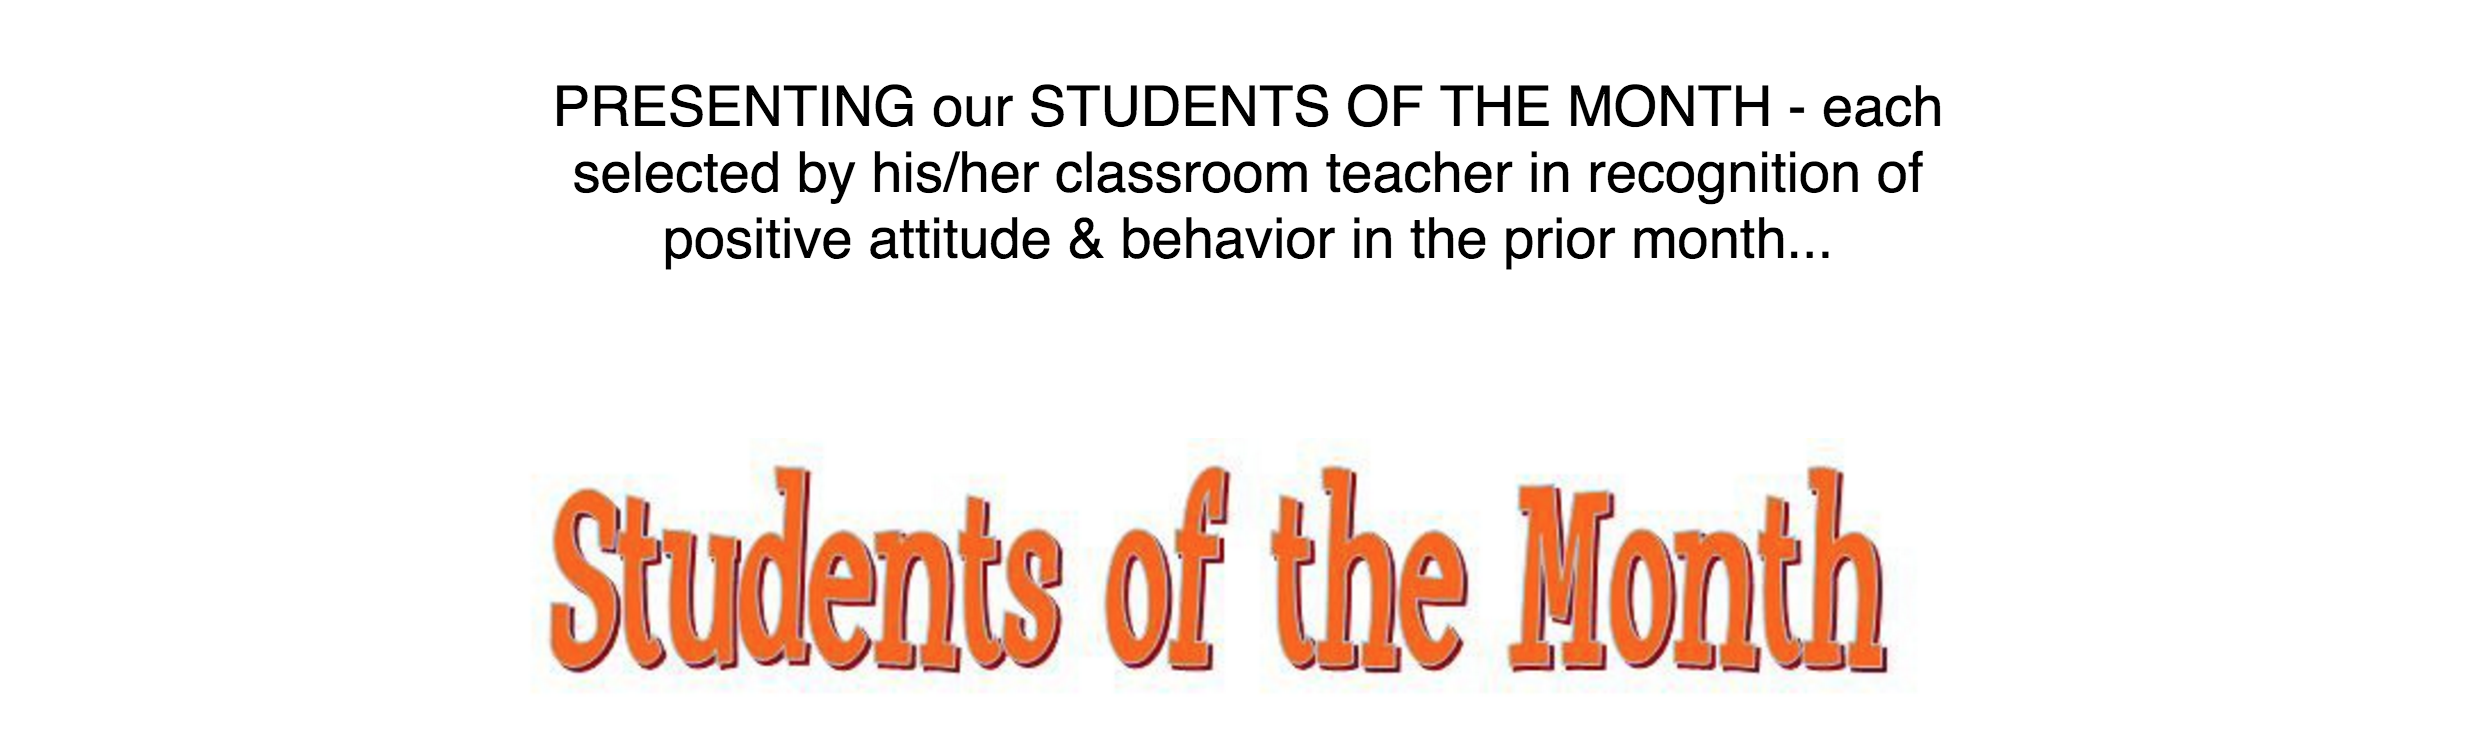 PRESENTING our STUDENTS OF THE MONTH - each
selected by his/her classroom teacher in recognition of
positive attitude & behavior in the prior month...
Students of the Month